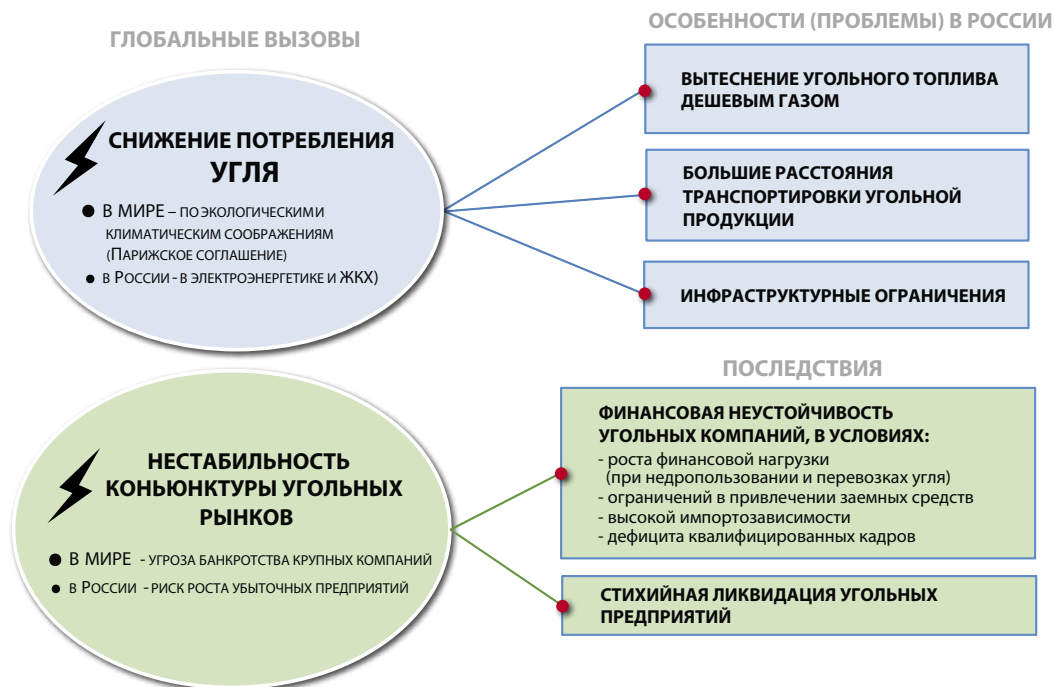 ГЛОБАЛЬНЫЕ ВЫЗОВЫ
СНИЖЕНИЕ ПОТРЕБЛЕНИЯ
УГЛЯ
● В МИРЕ – ПО ЭКОЛОГИЧЕСКИМ И
КЛИМАТИЧЕСКИМ СООБРАЖЕНИЯМ
(ПАРИЖСКОЕ СОГЛАШЕНИЕ)
● В РОССИИ - В ЭЛЕКТРОЭНЕРГЕТИКЕ И ЖКХ)
ОСОБЕННОСТИ (ПРОБЛЕМЫ) В РОССИИ
ВЫТЕСНЕНИЕ УГОЛЬНОГО ТОПЛИВА
ДЕШЕВЫМ ГАЗОМ
БОЛЬШИЕ РАССТОЯНИЯ
ТРАНСПОРТИРОВКИ УГОЛЬНОЙ
ПРОДУКЦИИ
ИНФРАСТРУКТУРНЫЕ ОГРАНИЧЕНИЯ
НЕСТАБИЛЬНОСТЬ
КОНЬЮНКТУРЫ УГОЛЬНЫХ
РЫНКОВ
● В МИРЕ - УГРОЗА БАНКРОТСТВА КРУПНЫХ КОМПАНИЙ
● В РОССИИ - РИСК РОСТА УБЫТОЧНЫХ ПРЕДПРИЯТИЙ
ПОСЛЕДСТВИЯ
ФИНАНСОВАЯ НЕУСТОЙЧИВОСТЬ
УГОЛЬНЫХ КОМПАНИЙ, В УСЛОВИЯХ:
- роста финансовой нагрузки
(при недропользовании и перевозках угля)
- ограничений в привлечении заемных средств
- высокой импортозависимости
- дефицита квалифицированных кадров
СТИХИЙНАЯ ЛИКВИДАЦИЯ УГОЛЬНЫХ
ПРЕДПРИЯТИЙ